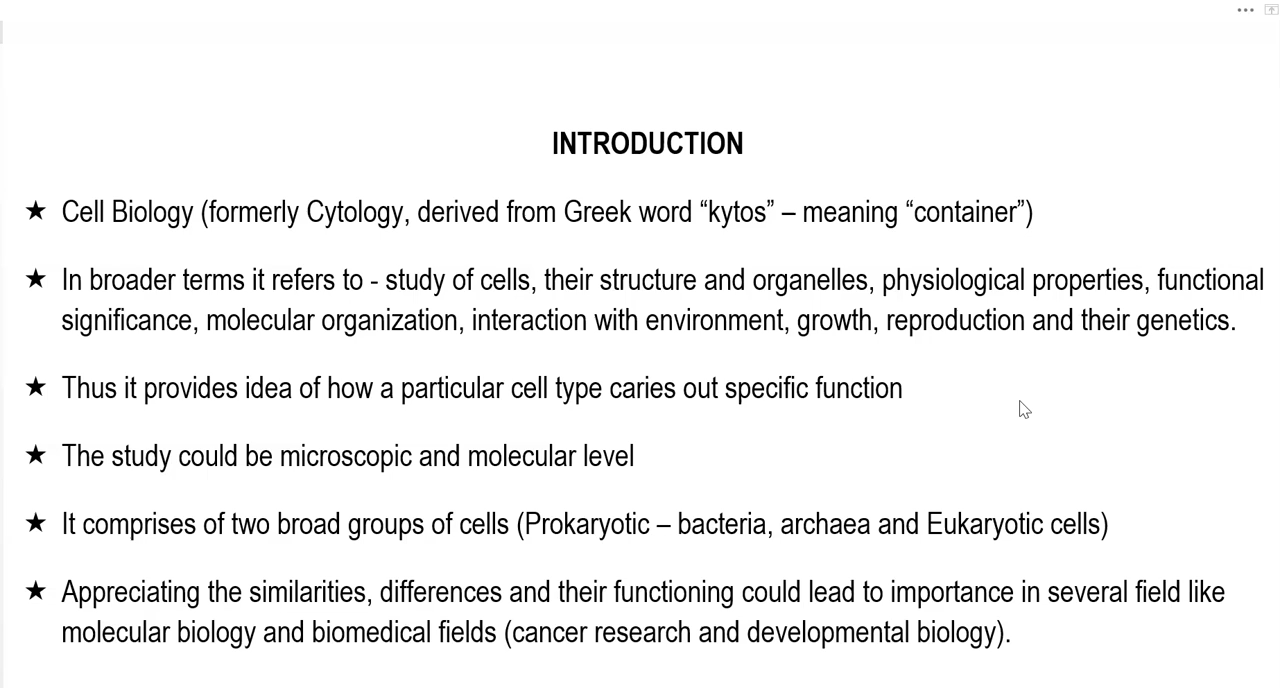 INTRODUCTION
★ Cell Biology (formerly Cytology, derived from Greek word “kytos” – meaning “container”)
★ In broader terms it refers to - study of cells, their structure and organelles, physiological properties, functional
significance, molecular organization, interaction with environment, growth, reproduction and their genetics.
★ Thus it provides idea of how a particular cell type caries out specific function
★ The study could be microscopic and molecular level
★ It comprises of two broad groups of cells (Prokaryotic – bacteria, archaea and Eukaryotic cells)
★ Appreciating the similarities, differences and their functioning could lead to importance in several field like
molecular biology and biomedical fields (cancer research and developmental biology).